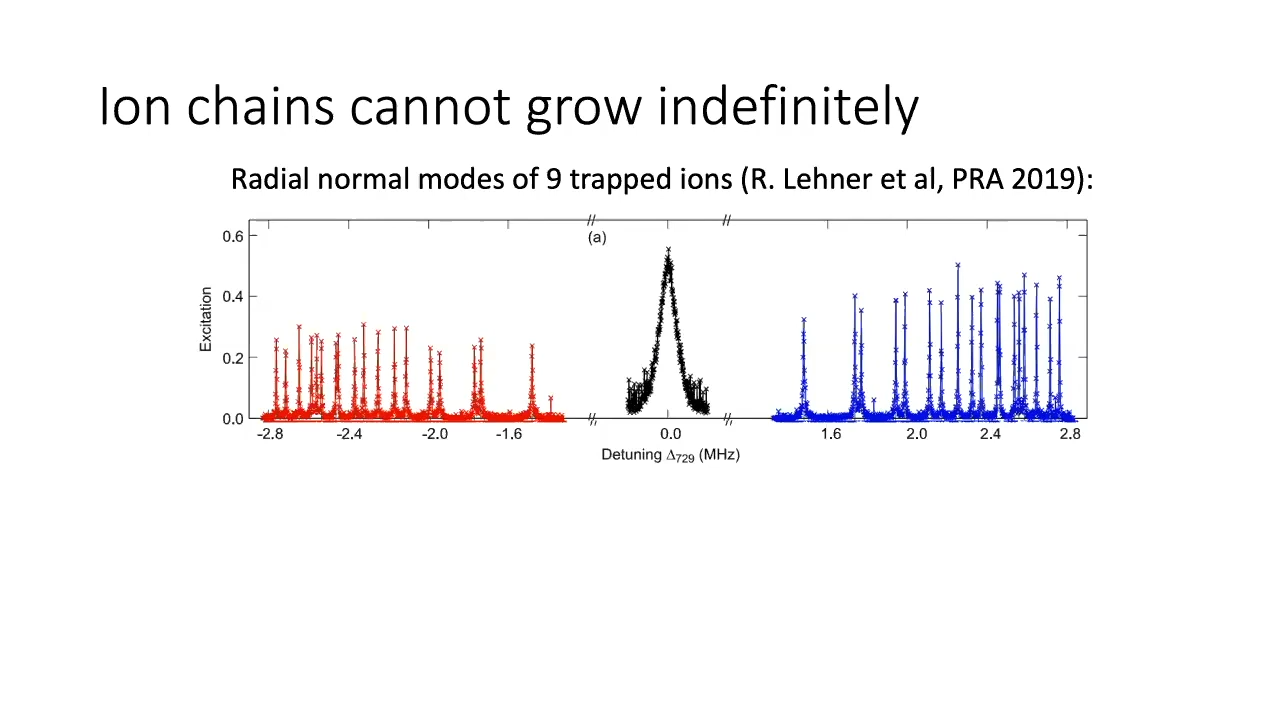 Ion chains cannot grow indefinitely
Radial normal modes of 9 trapped ions (R. Lehner et al, PRA 2019):
(a)
Excitation
0.6
0.4
0.2
0.0
-2.8 -2.4 -2.0 -1.6 0.0 1.6 2.0 2.4 2.8
Detuning Δ729 (MHz)